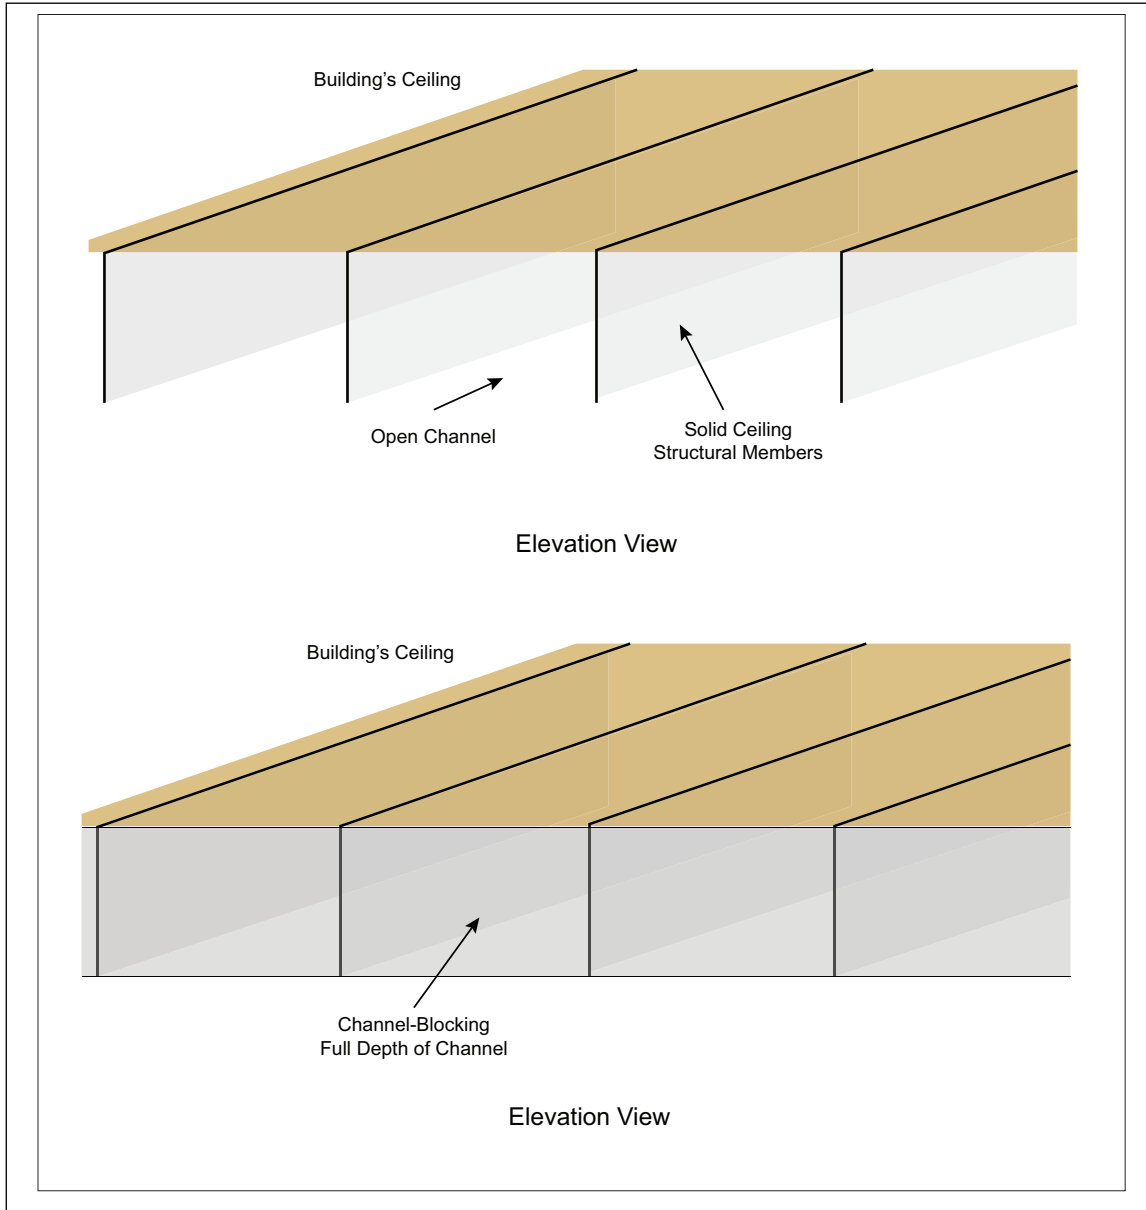 Building's Ceiling
Open Channel
Solid Ceiling
Structural Members
Elevation View
Building's Ceiling
Channel-Blocking
Full Depth of Channel
Elevation View